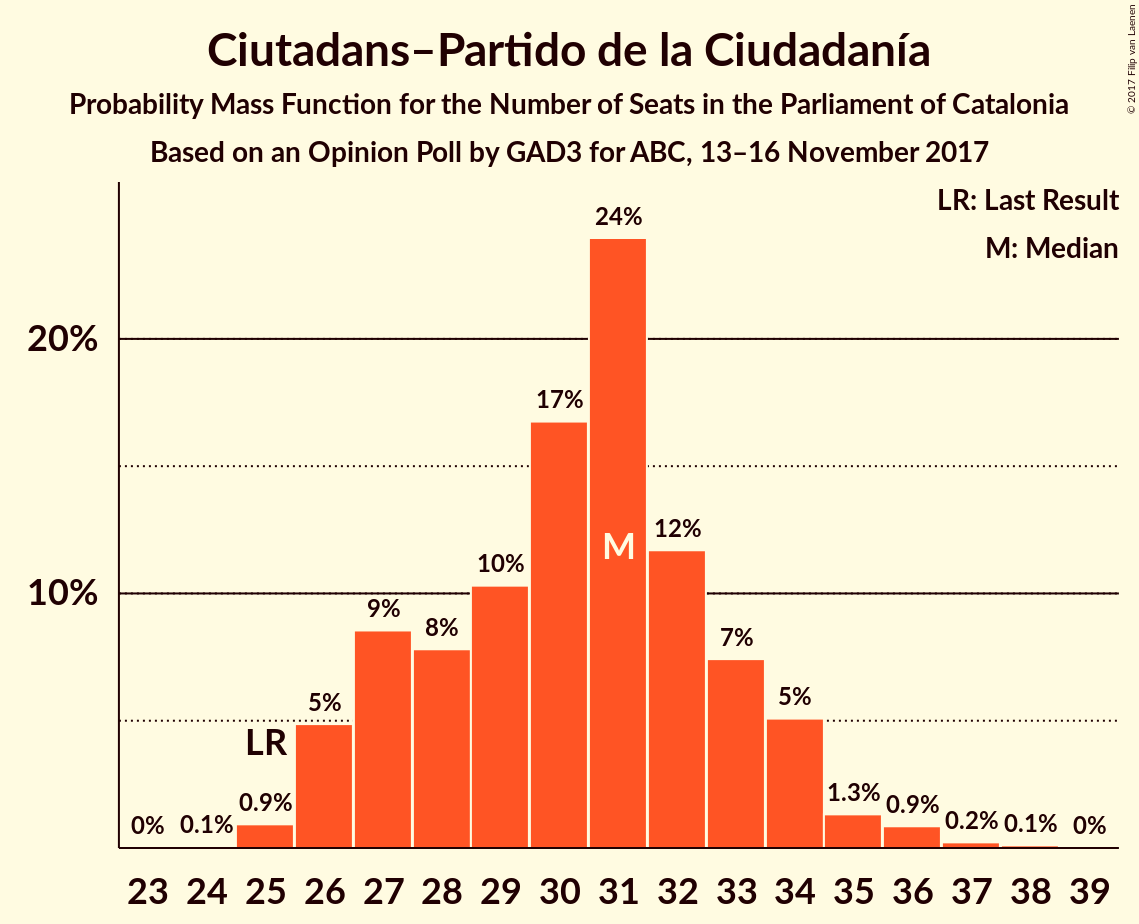 Ciutadans–Partido de la Ciudadanía
Probability Mass Function for the Number of Seats in the Parliament of Catalonia
Based on an Opinion Poll by GAD3 for ABC, 13–16 November 2017
© 2017 Filip van Laenen
LR: Last Result
M: Median
20%
10%
0%
0.1%
0.9%
LR
5%
9%
8%
10%
17%
24%
M
12%
7%
5%
1.3%
0.9%
0.2%
0.1%
0%
23 24 25 26 27 28 29 30 31 32 33 34 35 36 37 38 39